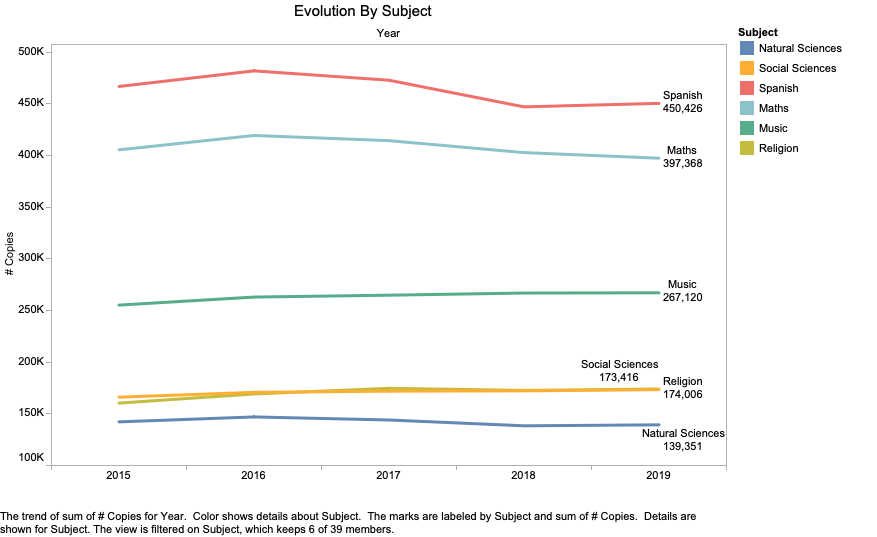 Evolution By Subject
Year
Subject
Natural Sciences
Social Sciences
Spanish
Maths
Music
Religion
# Copies
500K
450K
400K
350K
300K
250K
200K
150K
100K
Spanish
450,426
Maths
397,368
Music
267,120
Social Sciences
173,416
Religion
174,006
Natural Sciences
139,351
2015
2016
2017
2018
2019
The trend of sum of # Copies for Year.  Color shows details about Subject.  The marks are labeled by Subject and sum of # Copies.  Details are
shown for Subject. The view is filtered on Subject, which keeps 6 of 39 members.